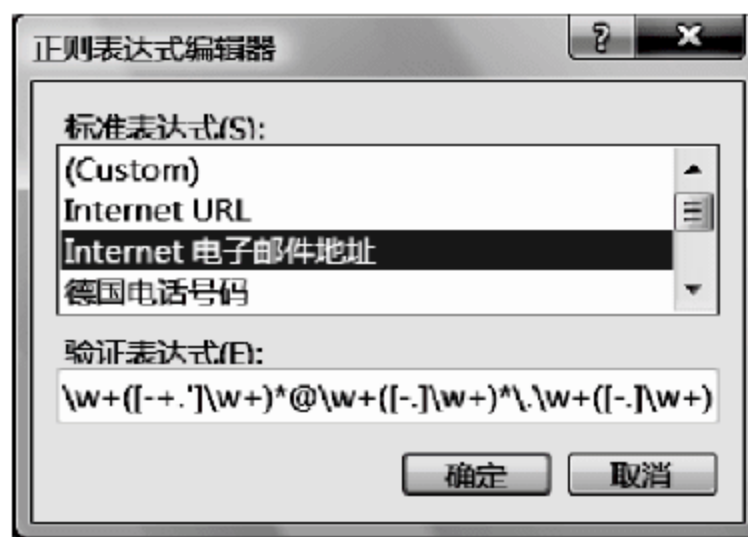 正则表达式编辑器
标准表达式(S):
(Custom)
Internet URL
Internet 电子邮件地址
德国电话号码
验证表达式(E):
\w+([-+.']\w+)*@\w+([-.]\w+)*\.\w+([-.]\w+)
确定 取消